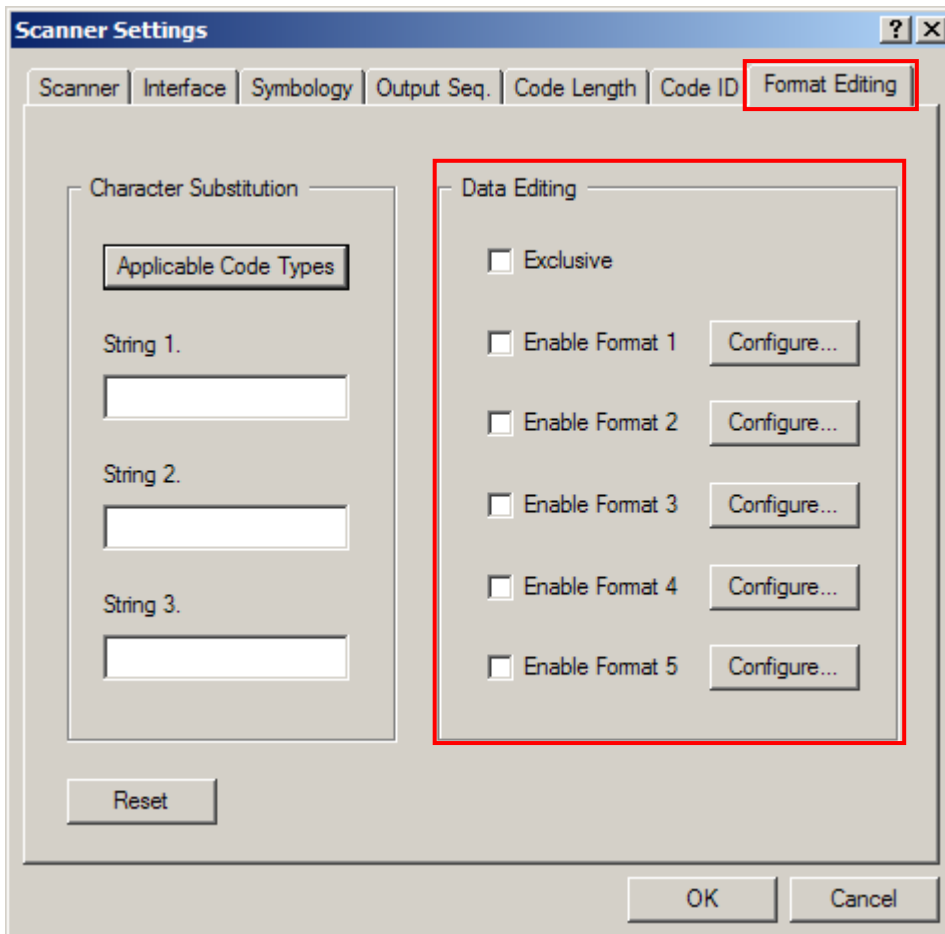 Scanner Settings
Scanner Interface Symbology Output Seq. Code Length Code ID Format Editing
Character Substitution
Applicable Code Types
String 1.
String 2.
String 3.
Data Editing
Exclusive
Enable Format 1 Configure...
Enable Format 2 Configure...
Enable Format 3 Configure...
Enable Format 4 Configure...
Enable Format 5 Configure...
Reset
OK Cancel